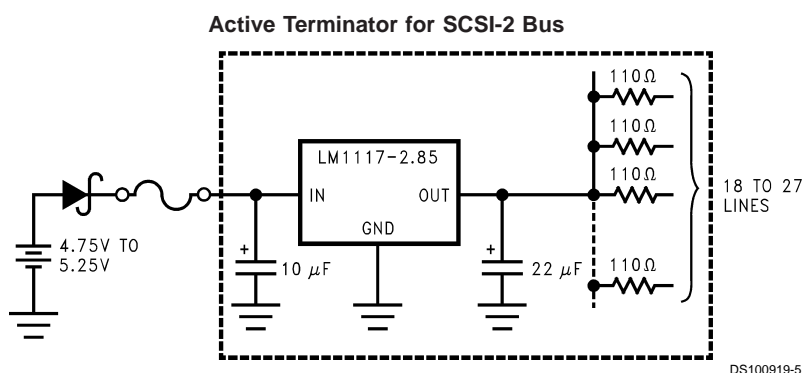 Active Terminator for SCSI-2 Bus
110Ω
110Ω
110Ω
110Ω
LM1117-2.85
IN
OUT
GND
18 TO 27
LINES
4.75V TO
5.25V
+
10 μF
+
22 μF
DS100919-5